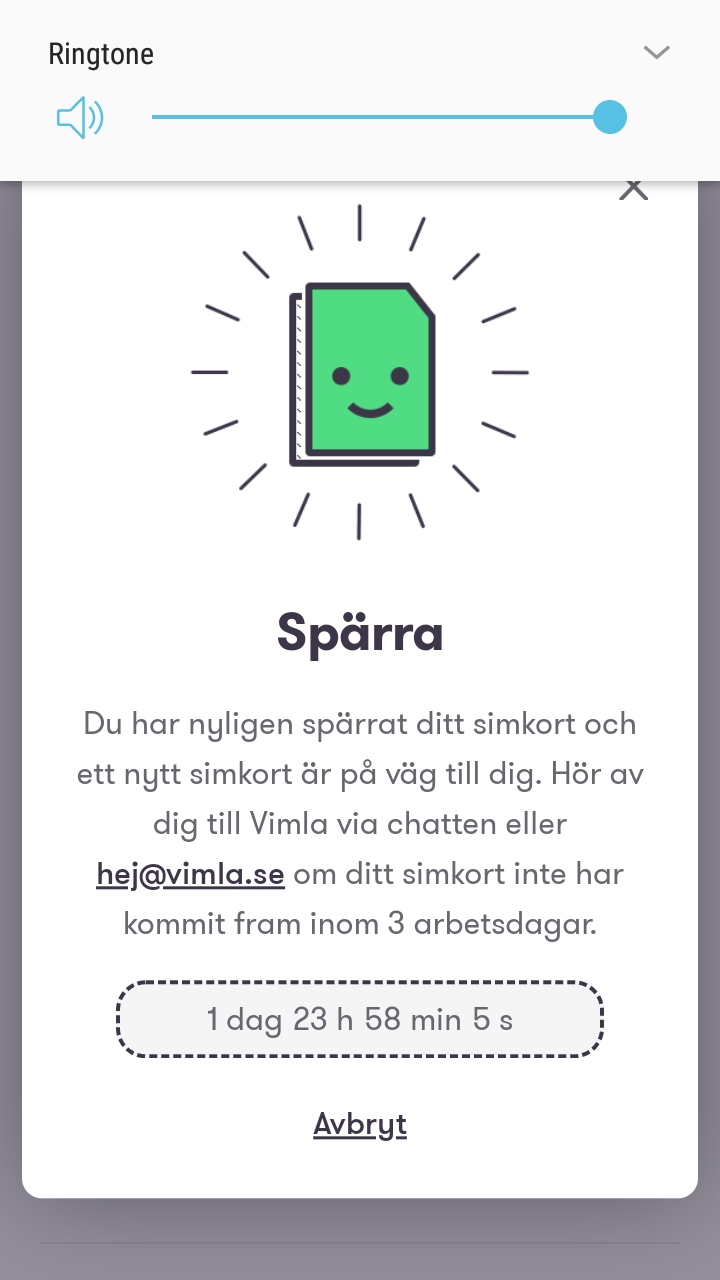 Ringtone
Spärra
Du har nyligen spärrat ditt simkort och
ett nytt simkort är på väg till dig. Hör av
dig till Vimla via chatten eller
hej@vimla.se om ditt simkort inte har
kommit fram inom 3 arbetsdagar.
1 dag 23 h 58 min 5 s
Avbryt